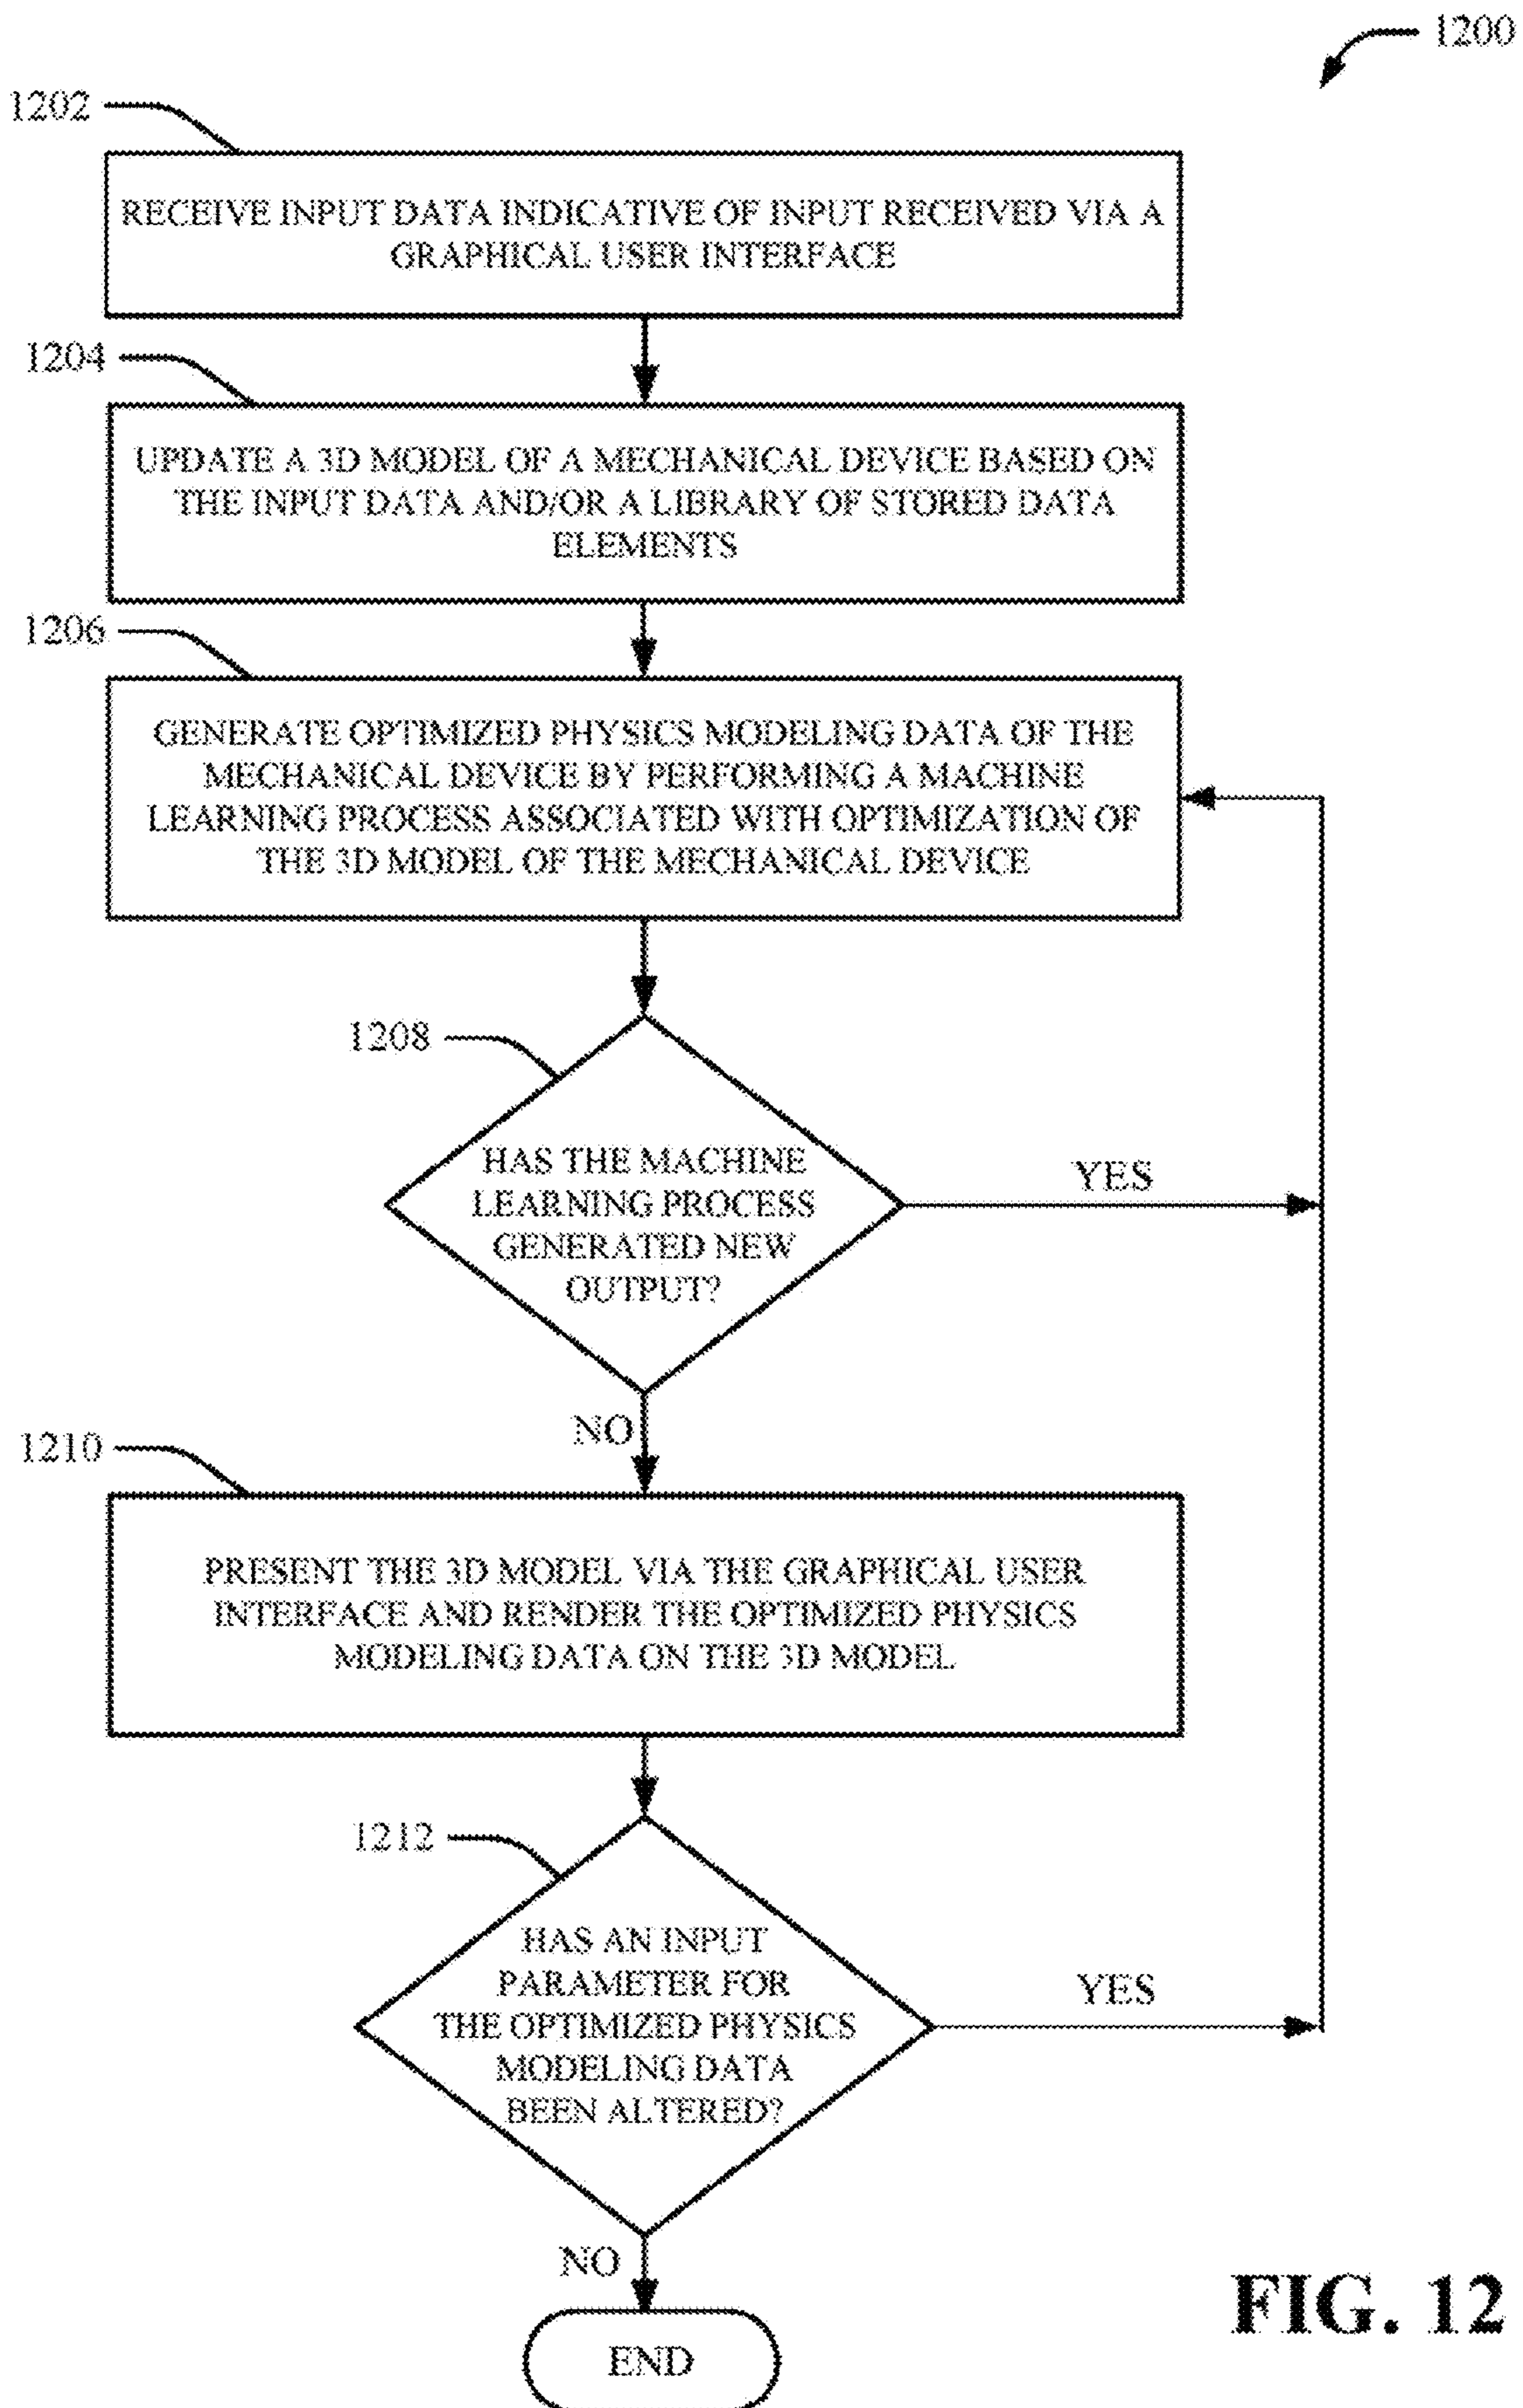 1200
1202
RECEIVE INPUT DATA INDICATIVE OF INPUT RECEIVED VIA A
GRAPHICAL USER INTERFACE
1204
UPDATE A 3D MODEL OF A MECHANICAL DEVICE BASED ON
THE INPUT DATA AND/OR A LIBRARY OF STORED DATA
ELEMENTS
1206
GENERATE OPTIMIZED PHYSICS MODELING DATA OF THE
MECHANICAL DEVICE BY PERFORMING A MACHINE
LEARNING PROCESS ASSOCIATED WITH OPTIMIZATION OF
THE 3D MODEL OF THE MECHANICAL DEVICE
1208
HAS THE MACHINE
LEARNING PROCESS
GENERATED NEW
OUTPUT?
YES
NO
1210
PRESENT THE 3D MODEL VIA THE GRAPHICAL USER
INTERFACE AND RENDER THE OPTIMIZED PHYSICS
MODELING DATA ON THE 3D MODEL
1212
HAS AN INPUT
PARAMETER FOR
THE OPTIMIZED PHYSICS
MODELING DATA
BEEN ALTERED?
YES
NO
END
FIG. 12